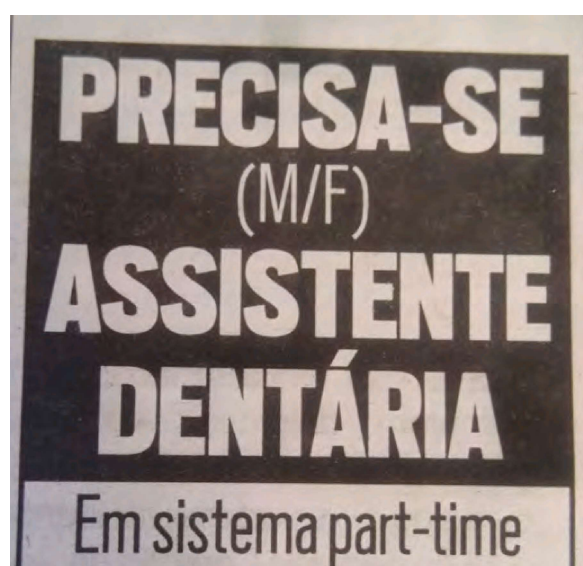 PRECISA-SE
(M/F)
ASSISTENTE
DENTÁRIA
Em sistema part-time